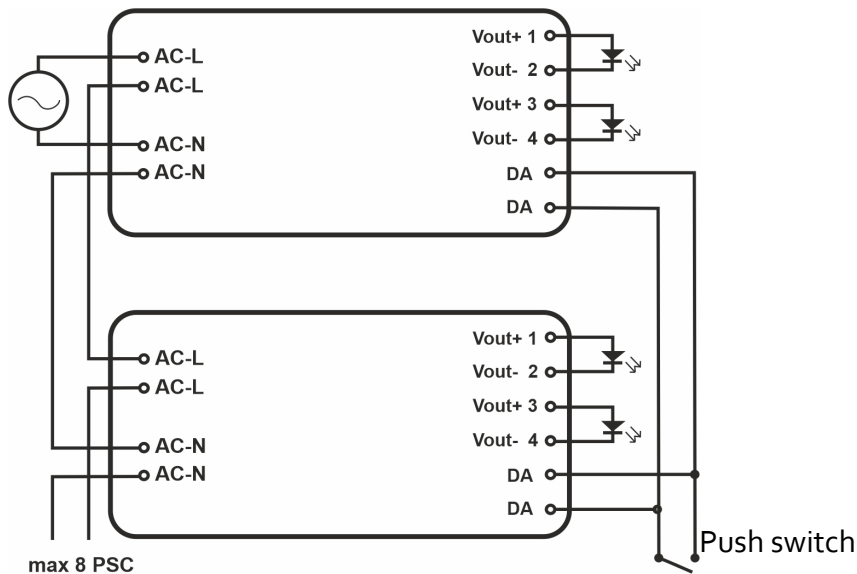 AC-L
AC-L
AC-N
AC-N
Vout+ 1
Vout- 2
Vout+ 3
Vout- 4
DA
DA
AC-L
AC-L
AC-N
AC-N
Vout+ 1
Vout- 2
Vout+ 3
Vout- 4
DA
DA
Push switch
max 8 PSC